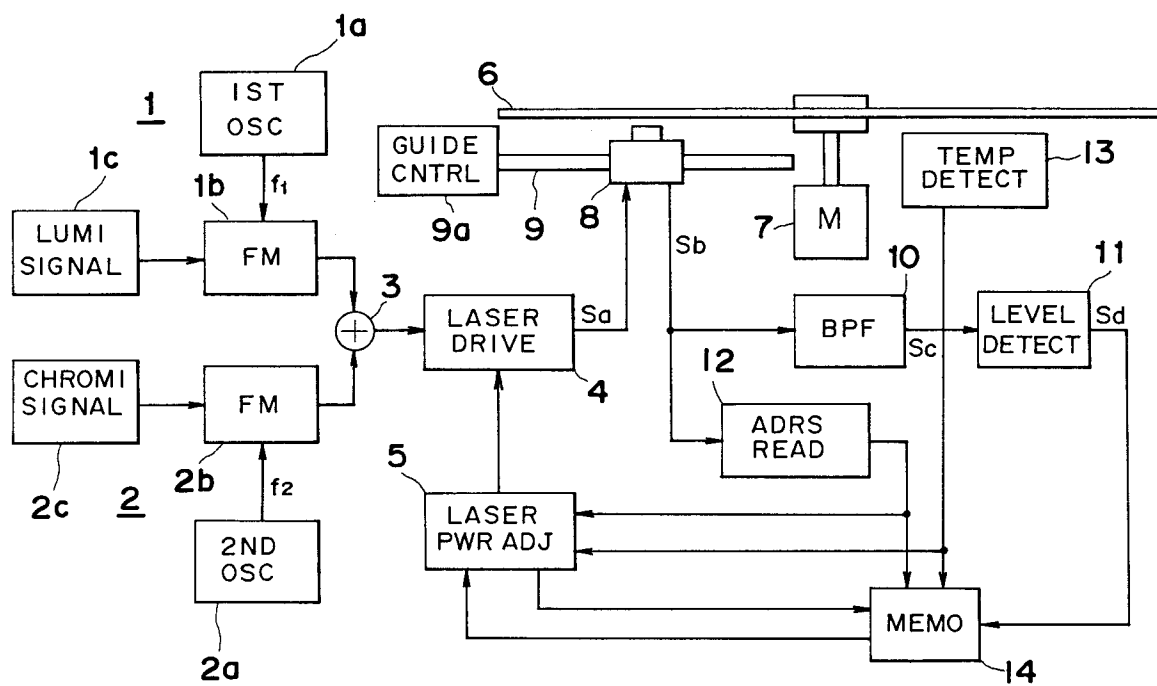 1a
1ST
OSC
1
6
GUIDE
CNTRL
TEMP
DETECT
13
1c
1b
f1
9a
9
8
7
M
LUMI
SIGNAL
FM
Sb
10
11
3
LASER
DRIVE
Sa
BPF
Sc
LEVEL
DETECT
Sd
CHROMI
SIGNAL
FM
4
12
ADRS
READ
2c
2
2b
f2
5
LASER
PWR ADJ
2ND
OSC
MEMO
2a
14